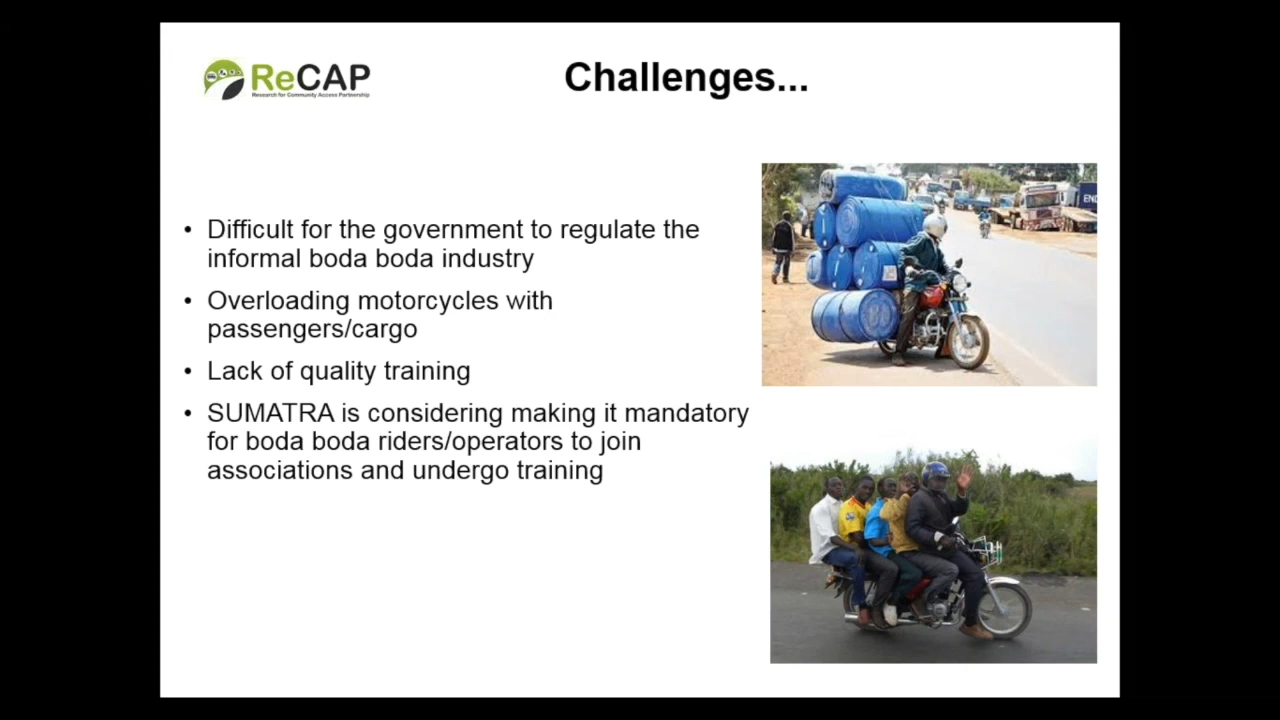 ReCAP
Research for Community Access Partnership
Challenges...
• Difficult for the government to regulate the
informal boda boda industry
• Overloading motorcycles with
passengers/cargo
• Lack of quality training
• SUMATRA is considering making it mandatory
for boda boda riders/operators to join
associations and undergo training
END